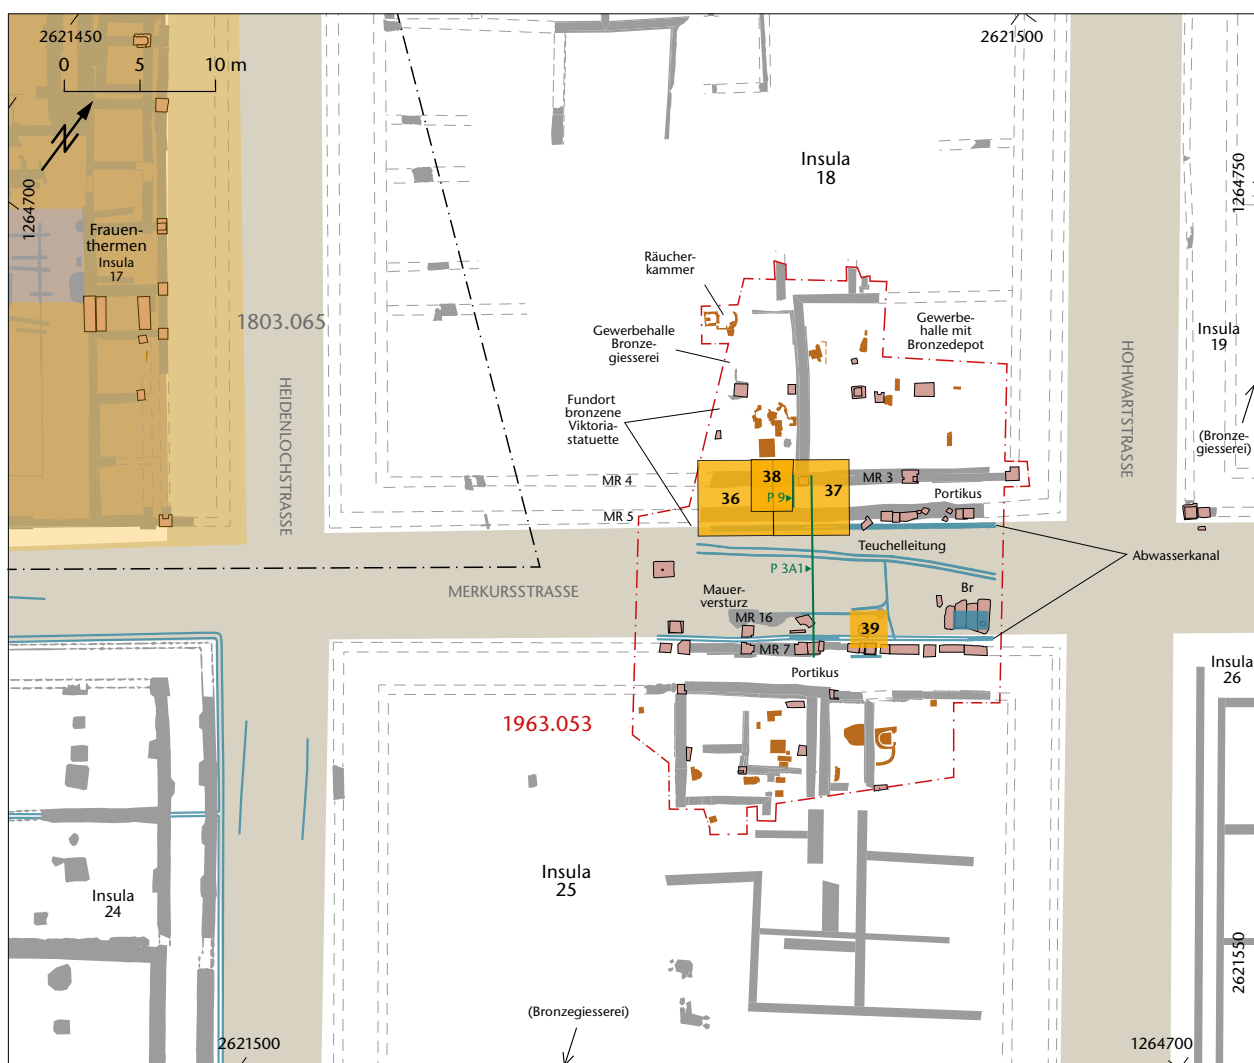 2621450
0 5 10 m
2621500
1264700
1264750
Frauen-
thermen
Insula
17
1803.065
HEIDENLOCHSTRASSE
Insula
18
Räucher-
kammer
Gewerbehalle
Bronze-
giesserei
Gewerbe-
halle mit
Bronzedepot
Fundort
bronzene
Viktoria-
statuette
HOHWARTSTRASSE
Insula
19
(Bronze-
giesserei)
MR 4
MR 5
36
38
37
P 9
MR 3
Portikus
Teuchelleitung
Abwasserkanal
P 3A1
MERKURSSTRASSE
Mauer-
versturz
MR 16
Br
39
MR 7
Portikus
1963.053
Insula
26
Insula
24
Insula
25
(Bronzegiesserei)
2621550
2621500
1264700